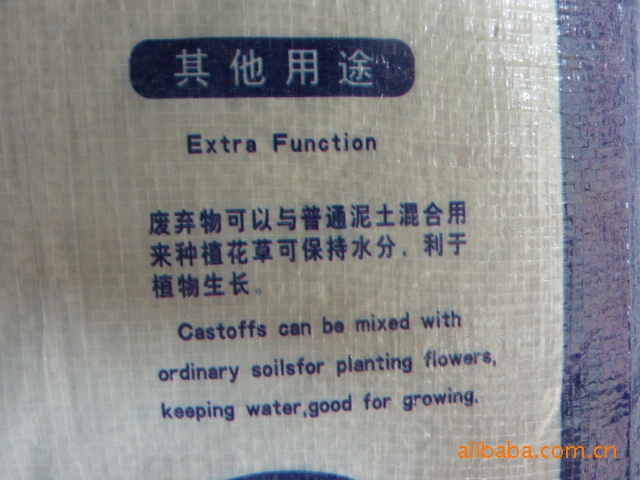 其他用途
Extra Function
废弃物可以与普通泥土混合用
来种植花草可保持水分，利于
植物生长。
Castoffs can be mixed with
ordinary soilsfor planting flowers,
keeping water,good for growing.
alibaba.com.cn